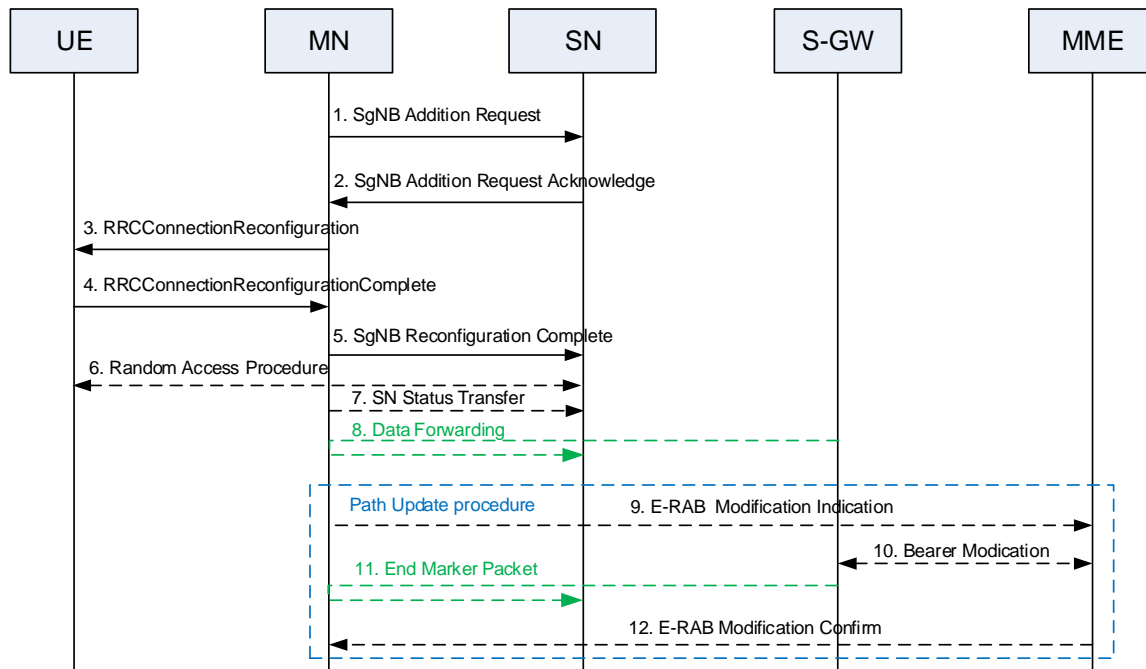 UE
MN
SN
S-GW
MME
1. SgNB Addition Request
2. SgNB Addition Request Acknowledge
3. RRCConnectionReconfiguration
4. RRCConnectionReconfigurationComplete
5. SgNB Reconfiguration Complete
6. Random Access Procedure
7. SN Status Transfer
8. Data Forwarding
Path Update procedure
9. E-RAB Modification Indication
10. Bearer Modication
11. End Marker Packet
12. E-RAB Modification Confirm